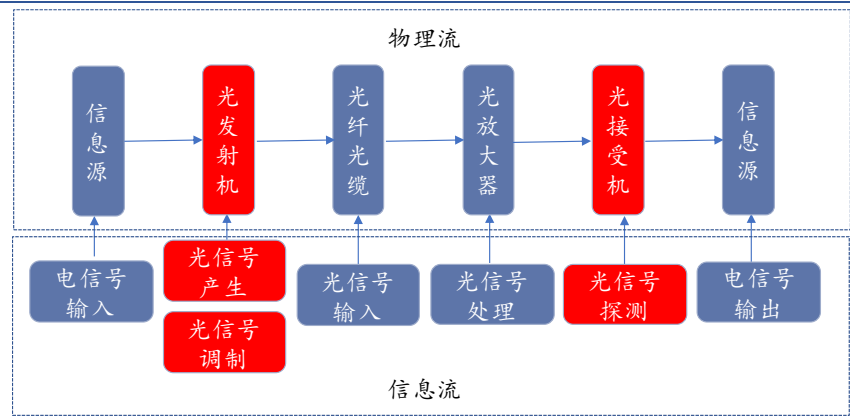 物理流
信息源
光发射机
光纤光缆
光放大器
光接受机
信息源
电信号
输入
光信号
产生
光信号
调制
光信号
输入
光信号
处理
光信号
探测
电信号
输出
信息流